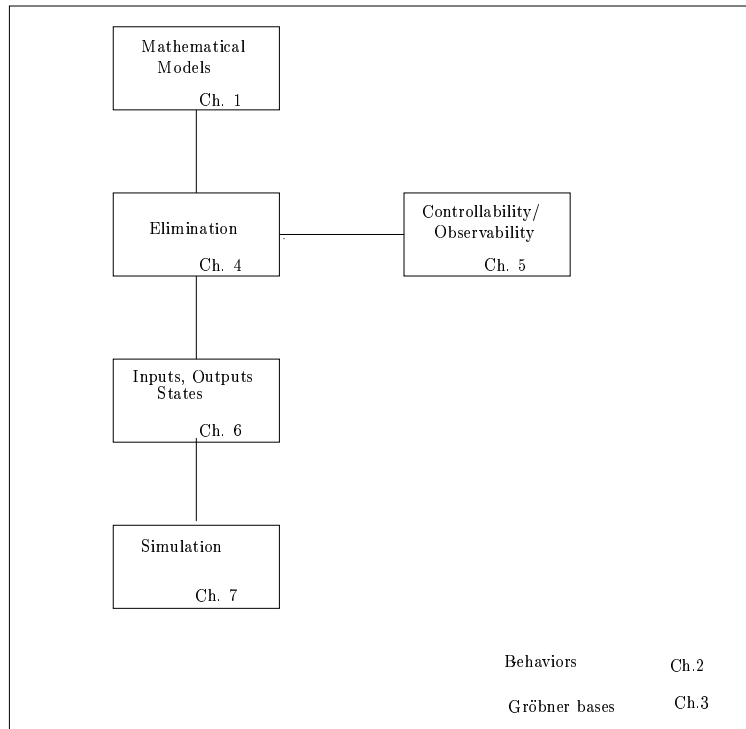 Mathematical
Models
Ch. 1
Elimination
Ch. 4
Controllability/
Observability
Ch. 5
Inputs, Outputs
States
Ch. 6
Simulation
Ch. 7
Behaviors Ch.2
Gröbner bases Ch.3